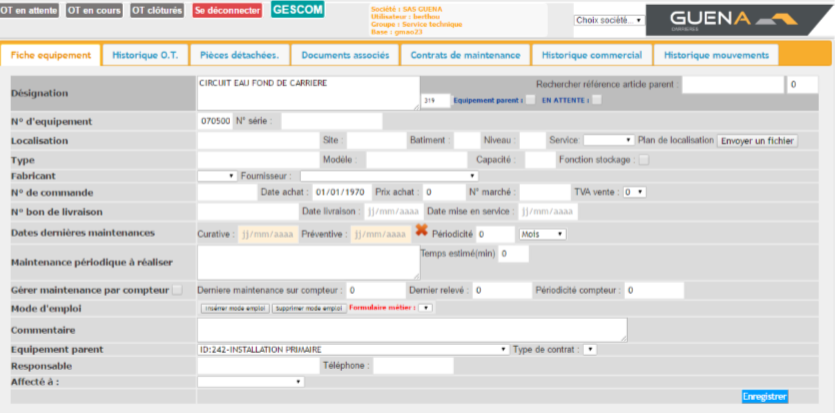 OT en attente OT en cours OT clôturés Se déconnecter GESCOM
Société : SAS GUENA
Utilisateur : berthou
Groupe : Service technique
Base : gmao23
Choix société...
GUENA
Fiche equipement Historique O.T. Pièces détachées. Documents associés Contrats de maintenance Historique commercial Historique mouvements
Désignation CIRCUIT EAU FOND DE CARRIERE Rechercher référence article parent : 0
319 Equipement parent : EN ATTENTE :
N° d'equipement 070500 N° série :
Localisation Site : Batiment : Niveau : Service Plan de localisation Envoyer un fichier
Type Modèle : Capacité : Fonction stockage :
Fabricant Fournisseur :
N° de commande Date achat : 01/01/1970 Prix achat : 0 N° marché : TVA vente : 0
N° bon de livraison Date livraison : jj/mm/aaaa Date mise en service : jj/mm/aaaa
Dates dernières maintenances Curative : jj/mm/aaaa Préventive : jj/mm/aaaa Périodicité 0 Mois
Maintenance périodique à réaliser Temps estimé(min) 0
Gérer maintenance par compteur Derniere maintenance sur compteur : 0 Dernier relevé : 0 Périodicité compteur : 0
Mode d'emploi Insérer mode emploi Supprimer mode emploi Formulaire métier :
Commentaire
Equipement parent ID:242-INSTALLATION PRIMAIRE Type de contrat :
Responsable Téléphone :
Affecté à :
Enregistrer